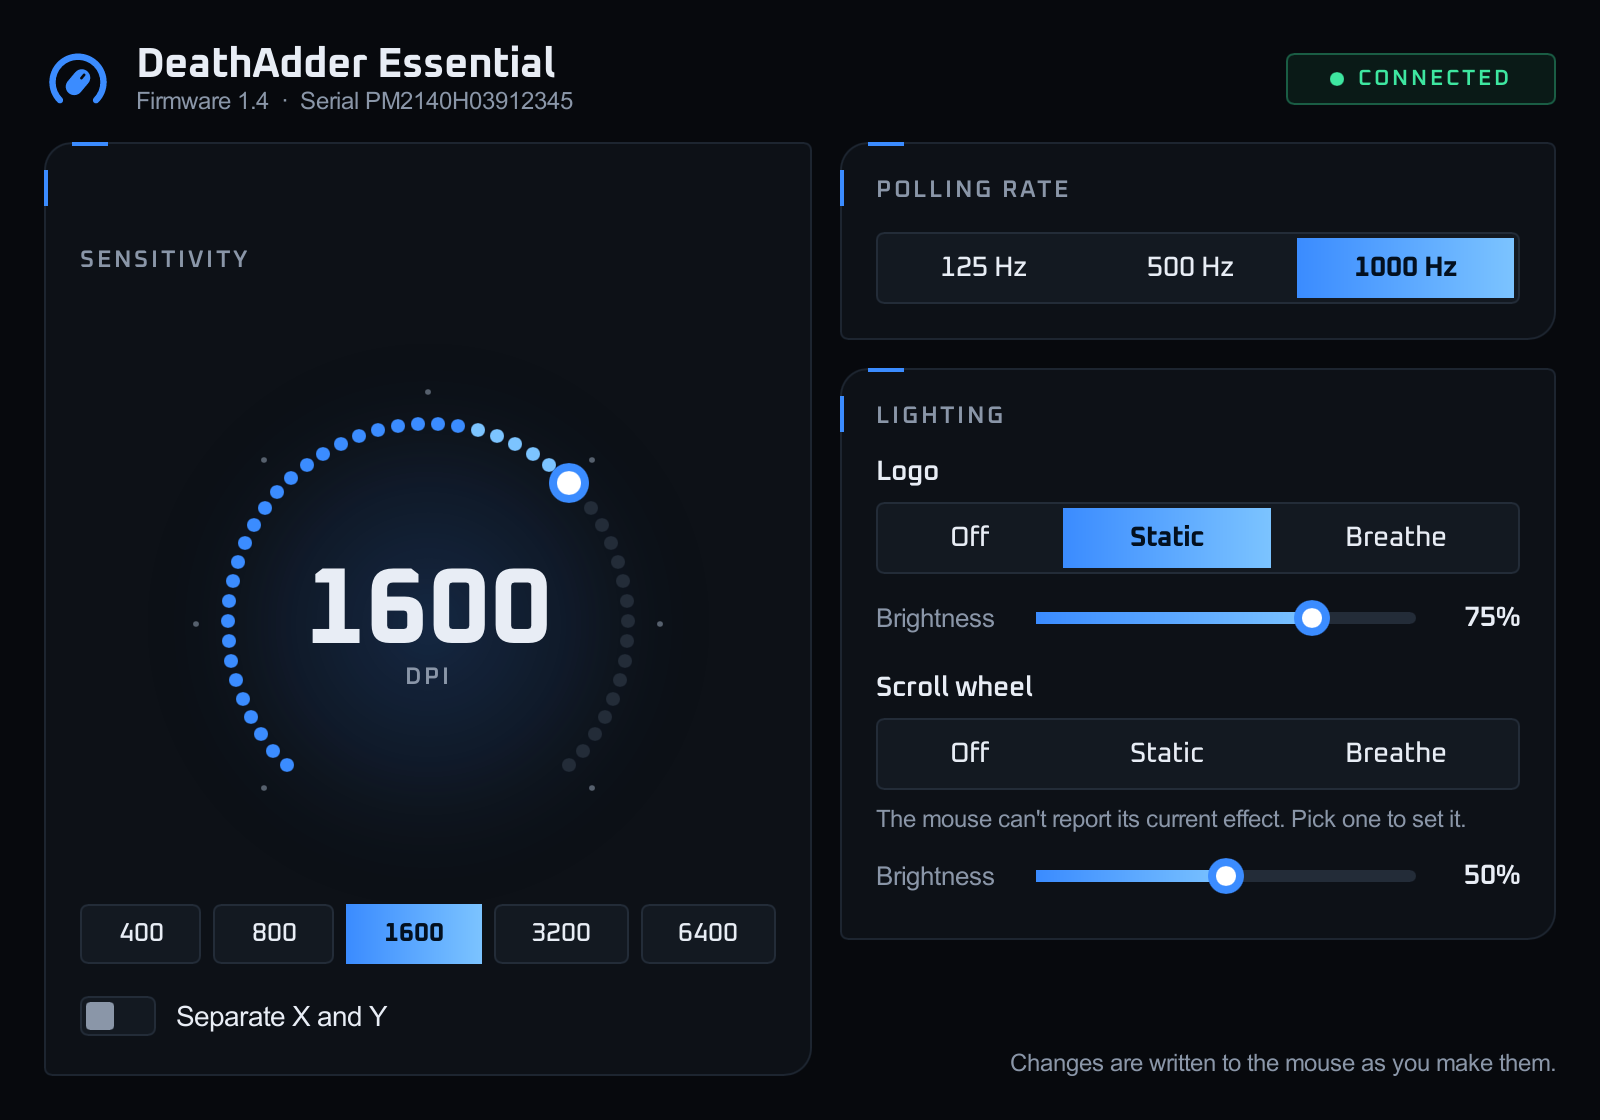 DeathAdder Essential
Firmware 1.4 · Serial PM2140H03912345
CONNECTED
SENSITIVITY
1600
DPI
400 800 1600 3200 6400
Separate X and Y
POLLING RATE
125 Hz 500 Hz 1000 Hz
LIGHTING
Logo
Off Static Breathe
Brightness 75%
Scroll wheel
Off Static Breathe
The mouse can't report its current effect. Pick one to set it.
Brightness 50%
Changes are written to the mouse as you make them.